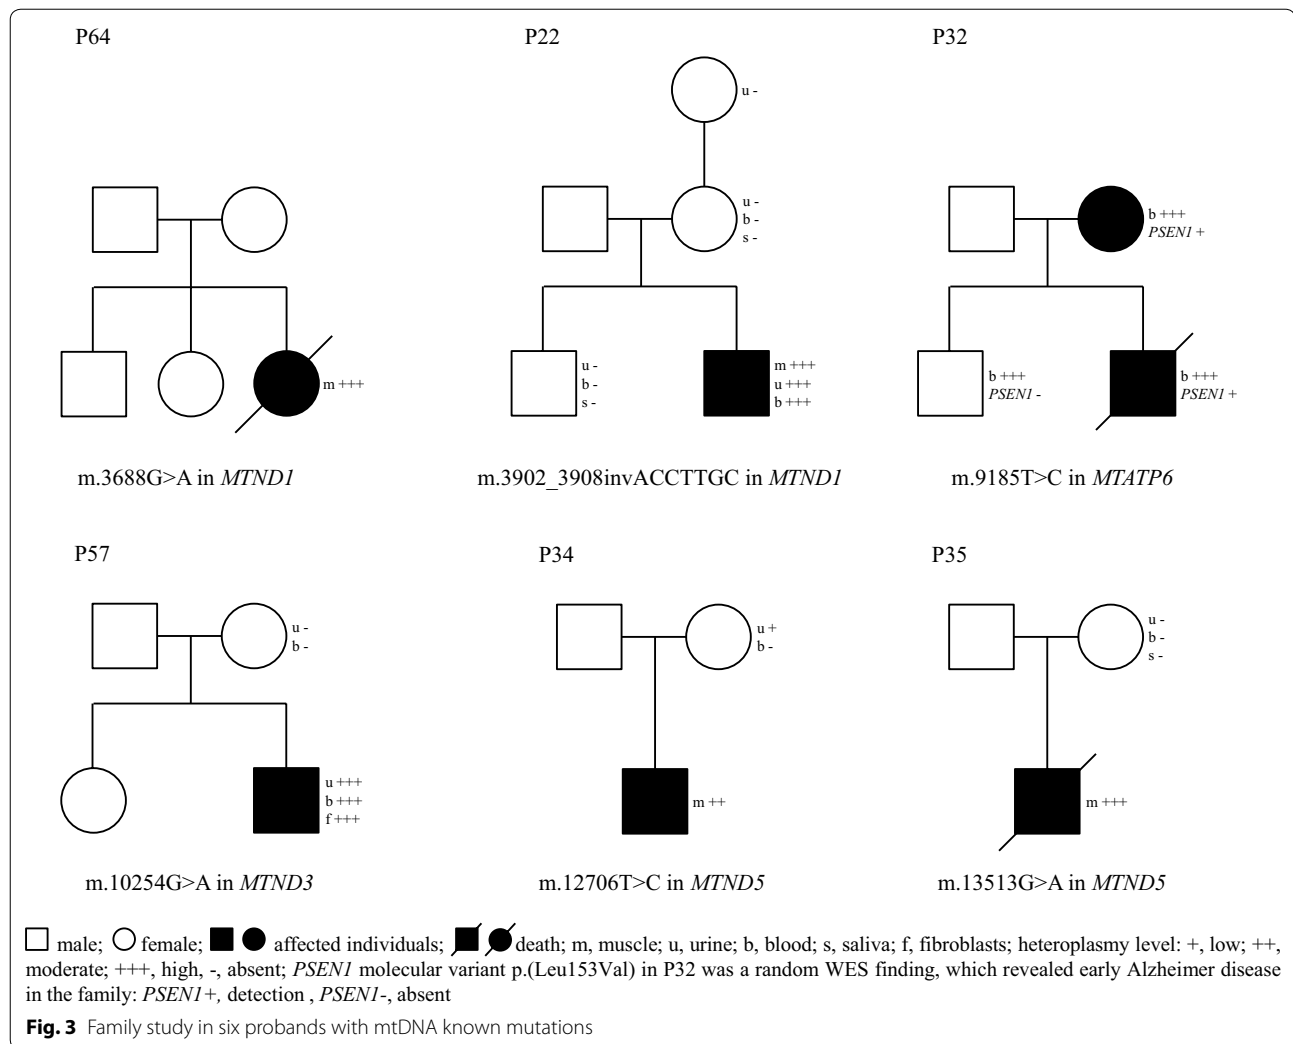 P64
P22
P32
u -
u -
b -
s -
b +++
PSEN1 +
m +++
u -
b -
s -
m +++
u +++
b +++
b +++
PSEN1 -
b +++
PSEN1 +
m.3688G>A in MTND1
m.3902_3908invACCTTGC in MTND1
m.9185T>C in MTATP6
P57
P34
P35
u -
b -
u +
b -
u -
b -
s -
u +++
b +++
f +++
m ++
m +++
m.10254G>A in MTND3
m.12706T>C in MTND5
m.13513G>A in MTND5
male; female; affected individuals; death; m, muscle; u, urine; b, blood; s, saliva; f, fibroblasts; heteroplasmy level: +, low; ++,
moderate; +++, high, -, absent; PSEN1 molecular variant p.(Leu153Val) in P32 was a random WES finding, which revealed early Alzheimer disease
in the family: PSEN1+, detection , PSEN1-, absent
Fig. 3 Family study in six probands with mtDNA known mutations